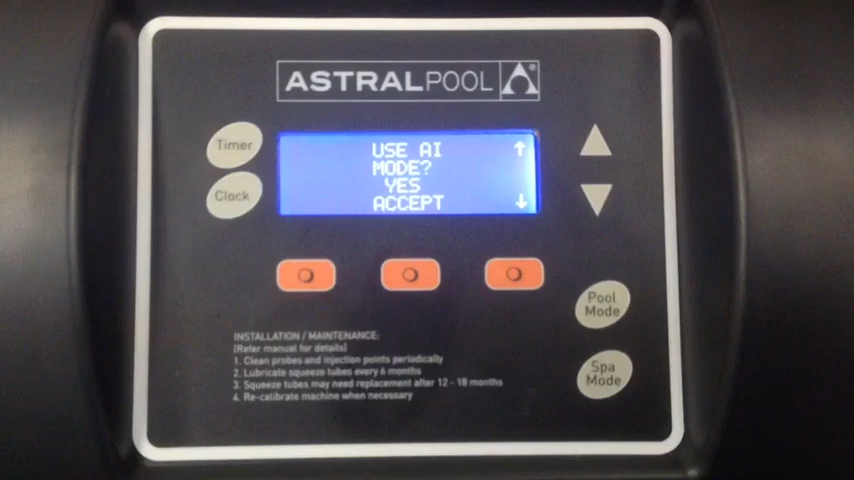 ASTRALPOOL
®
Timer
Clock
USE AI ↑
MODE?
YES
ACCEPT ↓
Pool
Mode
Spa
Mode
INSTALLATION / MAINTENANCE:
(Refer manual for details)
1. Clean probes and injection points periodically
2. Lubricate squeeze tubes every 6 months
3. Squeeze tubes may need replacement after 12 - 18 months
4. Re-calibrate machine when necessary